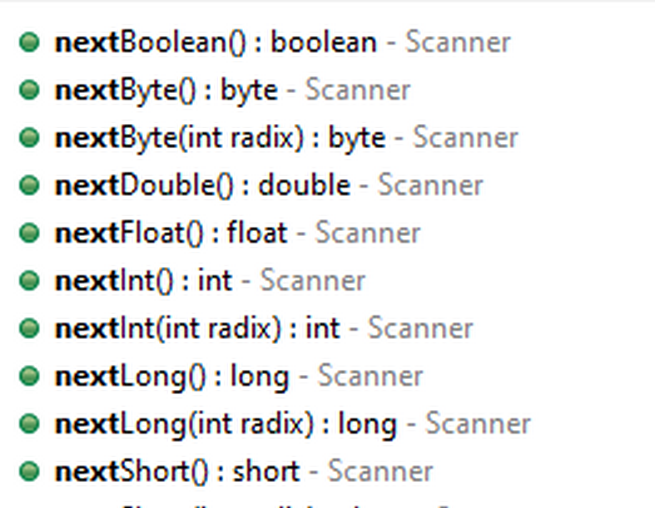 nextBoolean() : boolean - Scanner
nextByte() : byte - Scanner
nextByte(int radix) : byte - Scanner
nextDouble() : double - Scanner
nextFloat() : float - Scanner
nextInt() : int - Scanner
nextInt(int radix) : int - Scanner
nextLong() : long - Scanner
nextLong(int radix) : long - Scanner
nextShort() : short - Scanner